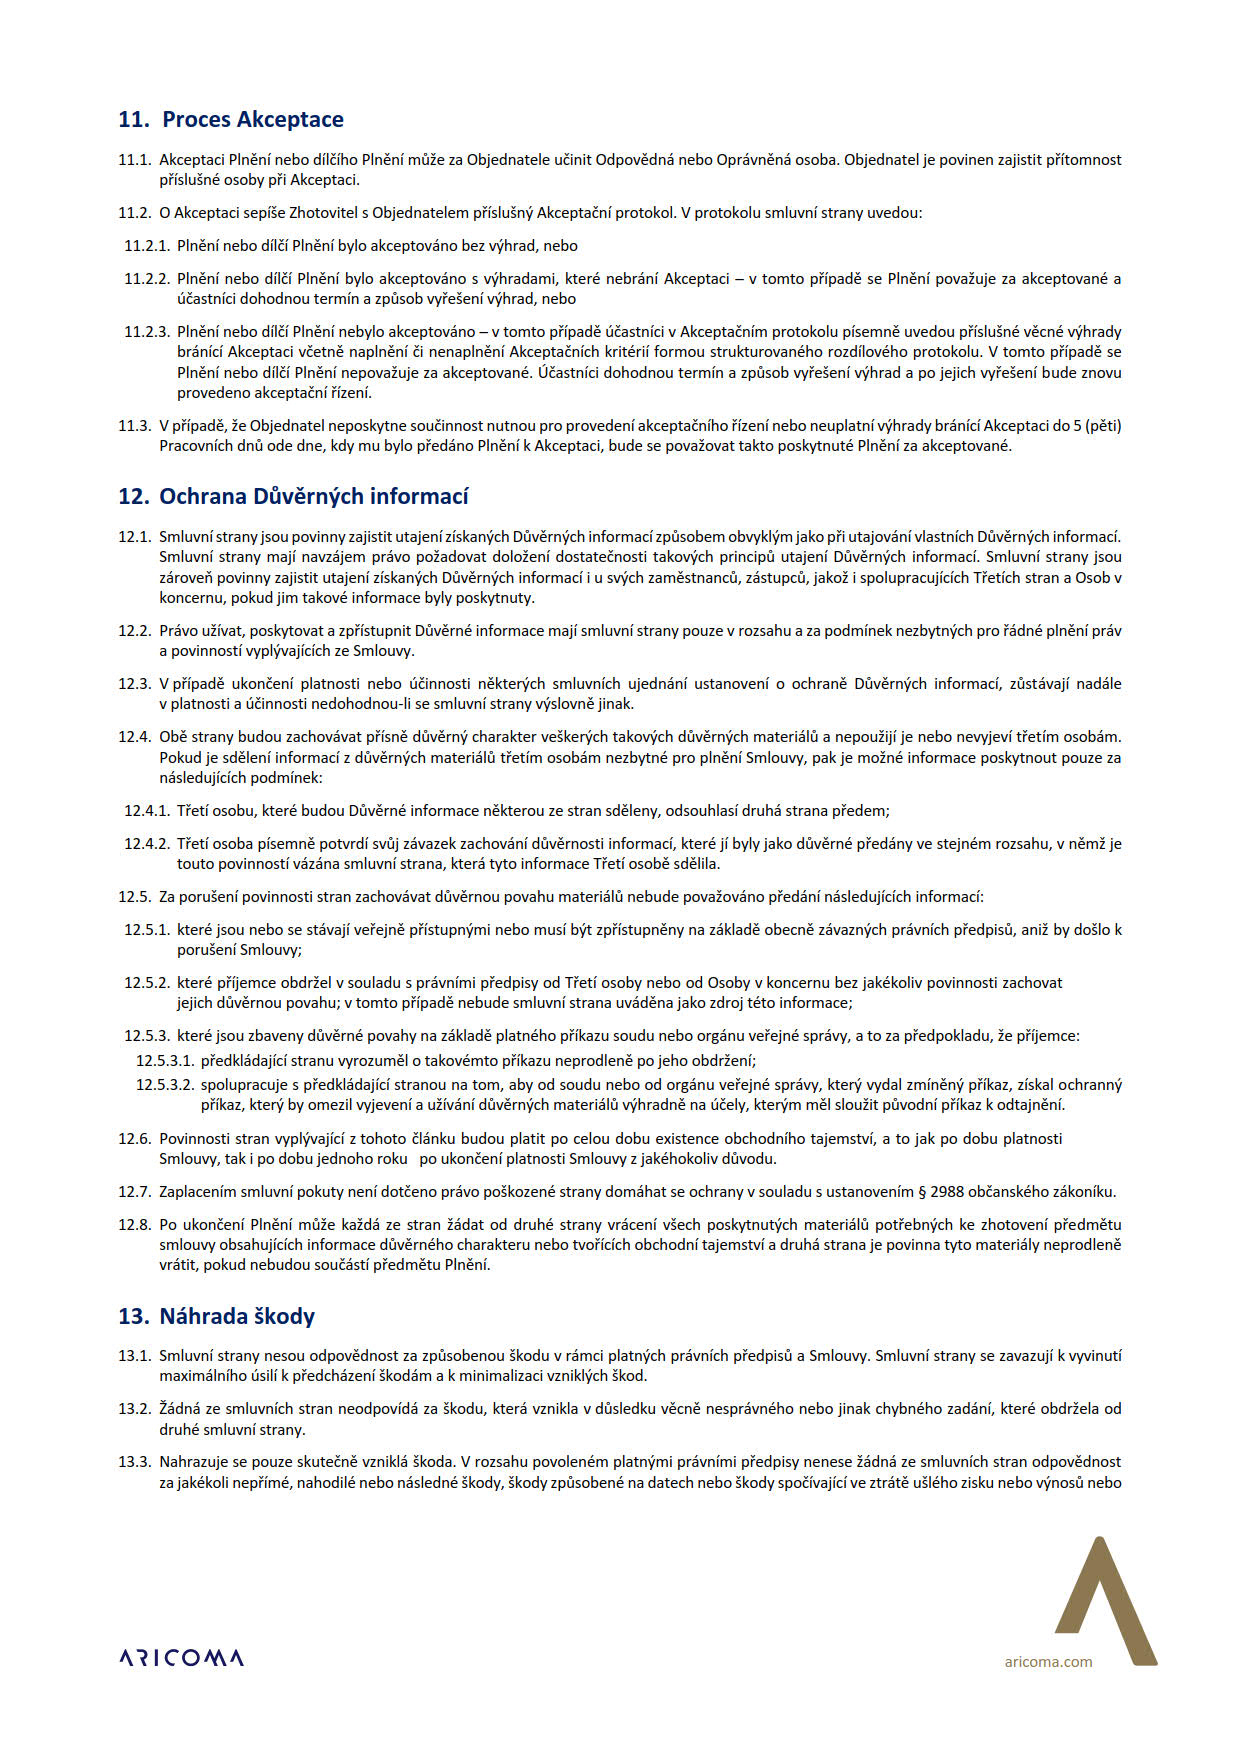 11. Proces Akceptace
11.1. Akceptaci Plnění nebo dílčího Plnění může za Objednatele učinit Odpovědná nebo Oprávněná osoba. Objednatel je povinen zajistit přítomnost
příslušné osoby při Akceptaci.
11.2. O Akceptaci sepíše Zhotovitel s Objednatelem příslušný Akceptační protokol. V protokolu smluvní strany uvedou:
11.2.1. Plnění nebo dílčí Plnění bylo akceptováno bez výhrad, nebo
11.2.2. Plnění nebo dílčí Plnění bylo akceptováno s výhradami, které nebrání Akceptaci – v tomto případě se Plnění považuje za akceptované a
účastníci dohodnou termín a způsob vyřešení výhrad, nebo
11.2.3. Plnění nebo dílčí Plnění nebylo akceptováno – v tomto případě účastníci v Akceptačním protokolu písemně uvedou příslušné věcné výhrady
bránící Akceptaci včetně naplnění či nenaplnění Akceptačních kritérií formou strukturovaného rozdílového protokolu. V tomto případě se
Plnění nebo dílčí Plnění nepovažuje za akceptované. Účastníci dohodnou termín a způsob vyřešení výhrad a po jejich vyřešení bude znovu
provedeno akceptační řízení.
11.3. V případě, že Objednatel neposkytne součinnost nutnou pro provedení akceptačního řízení nebo neuplatní výhrady bránící Akceptaci do 5 (pěti)
Pracovních dnů ode dne, kdy mu bylo předáno Plnění k Akceptaci, bude se považovat takto poskytnuté Plnění za akceptované.
12. Ochrana Důvěrných informací
12.1. Smluvní strany jsou povinny zajistit utajení získaných Důvěrných informací způsobem obvyklým jako při utajování vlastních Důvěrných informací.
Smluvní strany mají navzájem právo požadovat doložení dostatečnosti takových principů utajení Důvěrných informací. Smluvní strany jsou
zároveň povinny zajistit utajení získaných Důvěrných informací i u svých zaměstnanců, zástupců, jakož i spolupracujících Třetích stran a Osob v
koncernu, pokud jim takové informace byly poskytnuty.
12.2. Právo užívat, poskytovat a zpřístupnit Důvěrné informace mají smluvní strany pouze v rozsahu a za podmínek nezbytných pro řádné plnění práv
a povinností vyplývajících ze Smlouvy.
12.3. V případě ukončení platnosti nebo účinnosti některých smluvních ujednání ustanovení o ochraně Důvěrných informací, zůstávají nadále
v platnosti a účinnosti nedohodnou-li se smluvní strany výslovně jinak.
12.4. Obě strany budou zachovávat přísně důvěrný charakter veškerých takových důvěrných materiálů a nepoužijí je nebo nevyjeví třetím osobám.
Pokud je sdělení informací z důvěrných materiálů třetím osobám nezbytné pro plnění Smlouvy, pak je možné informace poskytnout pouze za
následujících podmínek:
12.4.1. Třetí osobu, které budou Důvěrné informace některou ze stran sděleny, odsouhlasí druhá strana předem;
12.4.2. Třetí osoba písemně potvrdí svůj závazek zachování důvěrnosti informací, které jí byly jako důvěrné předány ve stejném rozsahu, v němž je
touto povinností vázána smluvní strana, která tyto informace Třetí osobě sdělila.
12.5. Za porušení povinnosti stran zachovávat důvěrnou povahu materiálů nebude považováno předání následujících informací:
12.5.1. které jsou nebo se stávají veřejně přístupnými nebo musí být zpřístupněny na základě obecně závazných právních předpisů, aniž by došlo k
porušení Smlouvy;
12.5.2. které příjemce obdržel v souladu s právními předpisy od Třetí osoby nebo od Osoby v koncernu bez jakékoliv povinnosti zachovat
jejich důvěrnou povahu; v tomto případě nebude smluvní strana uváděna jako zdroj této informace;
12.5.3. které jsou zbaveny důvěrné povahy na základě platného příkazu soudu nebo orgánu veřejné správy, a to za předpokladu, že příjemce:
12.5.3.1. předkládající stranu vyrozuměl o takovémto příkazu neprodleně po jeho obdržení;
12.5.3.2. spolupracuje s předkládající stranou na tom, aby od soudu nebo od orgánu veřejné správy, který vydal zmíněný příkaz, získal ochranný
příkaz, který by omezil vyjevení a užívání důvěrných materiálů výhradně na účely, kterým měl sloužit původní příkaz k odtajnění.
12.6. Povinnosti stran vyplývající z tohoto článku budou platit po celou dobu existence obchodního tajemství, a to jak po dobu platnosti
Smlouvy, tak i po dobu jednoho roku po ukončení platnosti Smlouvy z jakéhokoliv důvodu.
12.7. Zaplacením smluvní pokuty není dotčeno právo poškozené strany domáhat se ochrany v souladu s ustanovením § 2988 občanského zákoníku.
12.8. Po ukončení Plnění může každá ze stran žádat od druhé strany vrácení všech poskytnutých materiálů potřebných ke zhotovení předmětu
smlouvy obsahujících informace důvěrného charakteru nebo tvořících obchodní tajemství a druhá strana je povinna tyto materiály neprodleně
vrátit, pokud nebudou součástí předmětu Plnění.
13. Náhrada škody
13.1. Smluvní strany nesou odpovědnost za způsobenou škodu v rámci platných právních předpisů a Smlouvy. Smluvní strany se zavazují k vyvinutí
maximálního úsilí k předcházení škodám a k minimalizaci vzniklých škod.
13.2. Žádná ze smluvních stran neodpovídá za škodu, která vznikla v důsledku věcně nesprávného nebo jinak chybného zadání, které obdržela od
druhé smluvní strany.
13.3. Nahrazuje se pouze skutečně vzniklá škoda. V rozsahu povoleném platnými právními předpisy nenese žádná ze smluvních stran odpovědnost
za jakékoli nepřímé, nahodilé nebo následné škody, škody způsobené na datech nebo škody spočívající ve ztrátě ušlého zisku nebo výnosů nebo
ARICOMA
aricoma.com